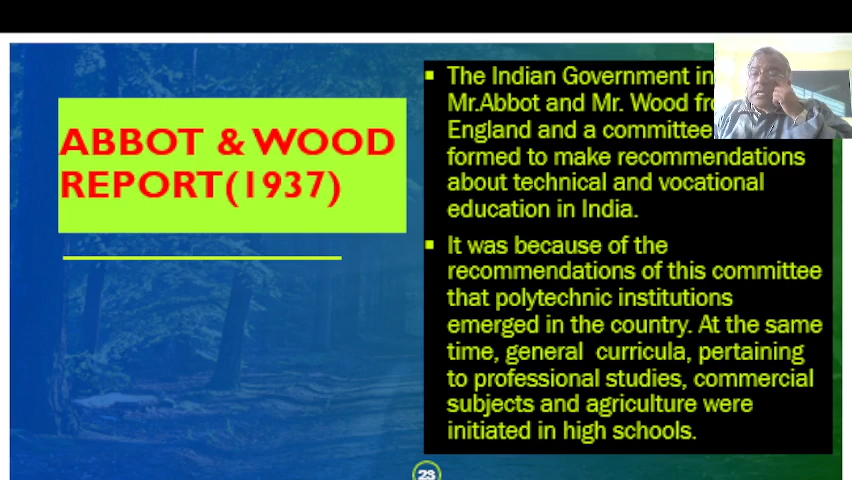 ABBOT & WOOD
REPORT(1937)
The Indian Government
Mr.Abbot and Mr. Wood
England and a committee
formed to make recommendations
about technical and vocational
education in India.
It was because of the
recommendations of this committee
that polytechnic institutions
emerged in the country. At the same
time, general curricula, pertaining
to professional studies, commercial
subjects and agriculture were
initiated in high schools.
23